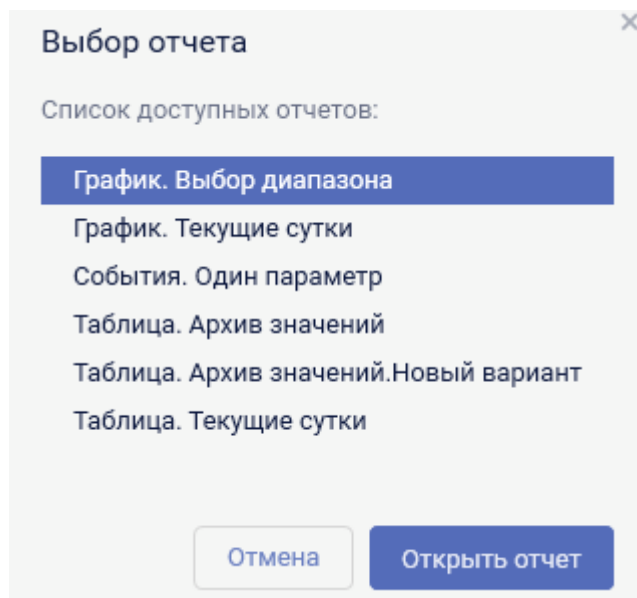 Выбор отчета
Список доступных отчетов:
График. Выбор диапазона
График. Текущие сутки
События. Один параметр
Таблица. Архив значений
Таблица. Архив значений.Новый вариант
Таблица. Текущие сутки
Отмена
Открыть отчет